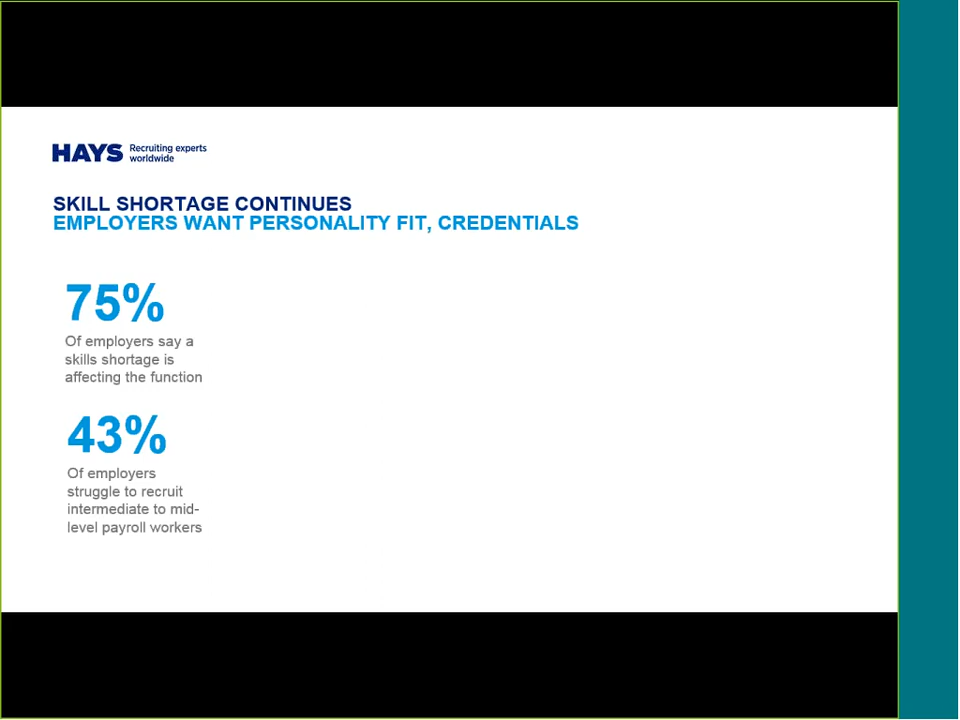 HAYS Recruiting experts
worldwide
SKILL SHORTAGE CONTINUES
EMPLOYERS WANT PERSONALITY FIT, CREDENTIALS
75%
Of employers say a
skills shortage is
affecting the function
43%
Of employers
struggle to recruit
intermediate to mid-
level payroll workers